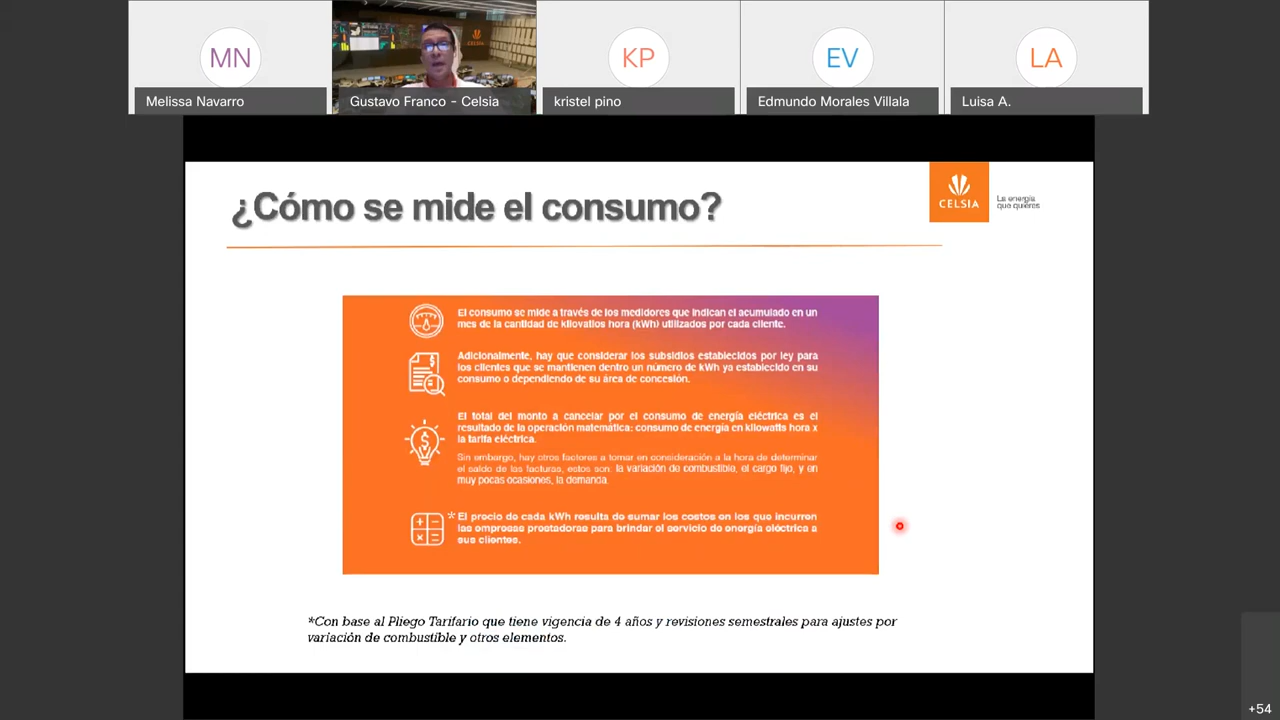 MN
Melissa Navarro
CELSIA
Gustavo Franco - Celsia
KP
kristel pino
EV
Edmundo Morales Villala
LA
Luisa A.
¿Cómo se mide el consumo?
CELSIA
La energía
que quieres
El consumo se mide a través de los medidores que indican el acumulado en un
mes de la cantidad de kilovatios hora (kWh) utilizados por cada cliente.
Adicionalmente, hay que considerar los subsidios establecidos por ley para
los clientes que se mantienen dentro un número de kWh ya establecido en su
consumo o dependiendo de su área de concesión.
El total del monto a cancelar por el consumo de energía eléctrica es el
resultado de la operación matemática: consumo de energía en kilowatts hora x
la tarifa eléctrica.
Sin embargo, hay otros factores a tomar en consideración a la hora de determinar
el saldo de las facturas, estos son: la variación de combustible, el cargo fijo, y en
muy pocas ocasiones, la demanda.
* El precio de cada kWh resulta de sumar los costos en los que incurren
las empresas prestadoras para brindar el servicio de energía eléctrica a
sus clientes.
*Con base al Pliego Tarifario que tiene vigencia de 4 años y revisiones semestrales para ajustes por
variación de combustible y otros elementos.
+54